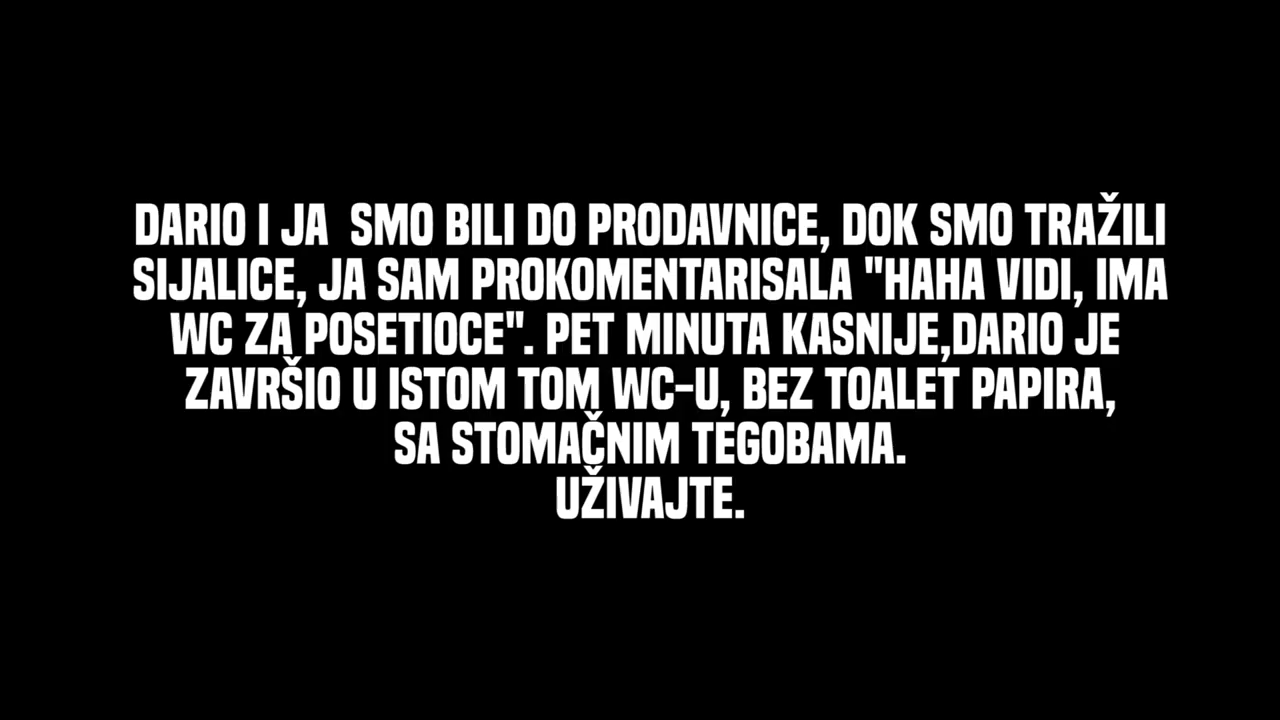 DARIO I JA  SMO BILI DO PRODAVNICE, DOK SMO TRAŽILI
SIJALICE, JA SAM PROKOMENTARISALA "HAHA VIDI, IMA
WC ZA POSETIOCE". PET MINUTA KASNIJE,DARIO JE
ZAVRŠIO U ISTOM TOM WC-U, BEZ TOALET PAPIRA,
SA STOMAČNIM TEGOBAMA.
UŽIVAJTE.